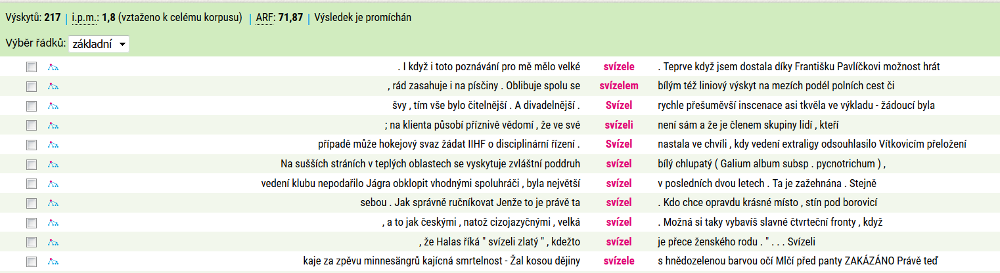 Výskytů: 217 | i.p.m.: 1,8 (vztaženo k celému korpusu) | ARF: 71,87 | Výsledek je promíchán
Výběr řádků: základní
. I když i toto poznávání pro mě mělo velké svízele . Teprve když jsem dostala díky Františku Pavlíčkovi možnost hrát
, rád zasahuje i na písčiny . Oblibuje spolu se svízelem bílým též liniový výskyt na mezích podél polních cest či
švy , tím vše bylo čitelnější . A divadelnější . Svízel rychle přešuměvší inscenace asi tkvěla ve výkladu - žádoucí byla
; na klienta působí příznivě vědomí , že ve své svízeli není sám a že je členem skupiny lidí , kteří
případě může hokejový svaz žádat IIHF o disciplinární řízení . Svízel nastala ve chvíli , kdy vedení extraligy odsouhlasilo Vítkovicím přeložení
Na sušších stráních v teplých oblastech se vyskytuje zvláštní poddruh svízel bílý chlupatý ( Galium album subsp . pycnotrichum ) ,
vedení klubu nepodařilo Jágra obklopit vhodnými spoluhráči , byla největší svízel v posledních dvou letech . Ta je zažehnána . Stejně
sebou . Jak správně ručníkovat Jenže to je právě ta svízel . Kdo chce opravdu krásné místo , stín pod borovicí
, a to jak českými , natož cizojazyčnými , velká svízel . Možná si taky vybavíš slavné čtvrteční fronty , když
, že Halas říká " svízeli zlatý " , kdežto svízel je přece ženského rodu . " . . . Svízeli
kaje za zpěvu minnesängrů kajícná smrtelnost - Žal kosou dějiny svízele s hnědozelenou barvou očí Mlčí před panty ZAKÁZÁNO Právě teď